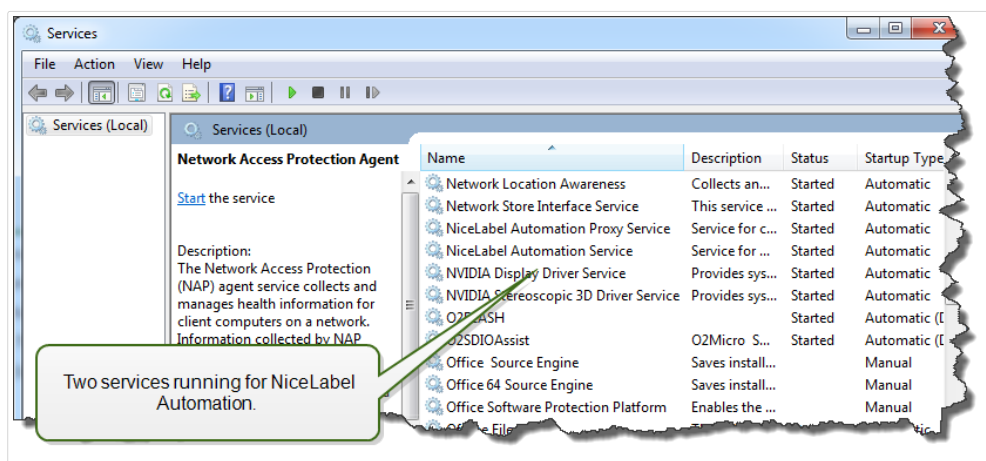 Services
File Action View Help
Services (Local)
Services (Local)
Network Access Protection Agent
Start the service
Description:
The Network Access Protection
(NAP) agent service collects and
manages health information for
client computers on a network.
Information collected by NAP
Name Description Status Startup Type
Network Location Awareness Collects an... Started Automatic
Network Store Interface Service This service ... Started Automatic
NiceLabel Automation Proxy Service Service for c... Started Automatic
NiceLabel Automation Service Service for ... Started Automatic
NVIDIA Display Driver Service Provides sys... Started Automatic
NVIDIA Stereoscopic 3D Driver Service Provides sys... Started Automatic
Started Automatic (D
O2SDIOAssist O2Micro S... Started Automatic (D
Office Source Engine Saves install... Manual
Office 64 Source Engine Saves install... Manual
Office Software Protection Platform Enables the ... Manual
Two services running for NiceLabel
Automation.